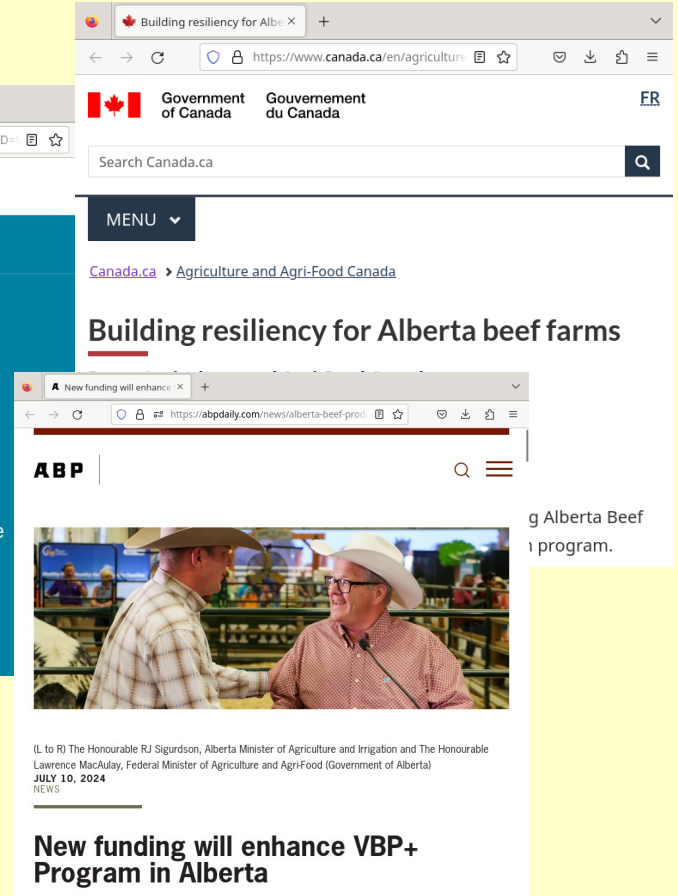 Building resiliency for Albe
https://www.canada.ca/en/agriculture
Government
of Canada
Gouvernement
du Canada
FR
Search Canada.ca
MENU
Canada.ca > Agriculture and Agri-Food Canada
Building resiliency for Alberta beef farms
g Alberta Beef
program.
New funding will enhance
https://abpdaily.com/news/alberta-beef-prod
ABP
(L to R) The Honourable RJ Sigurdson, Alberta Minister of Agriculture and Irrigation and The Honourable
Lawrence MacAulay, Federal Minister of Agriculture and Agri-Food (Government of Alberta)
JULY 10, 2024
NEWS
New funding will enhance VBP+
Program in Alberta